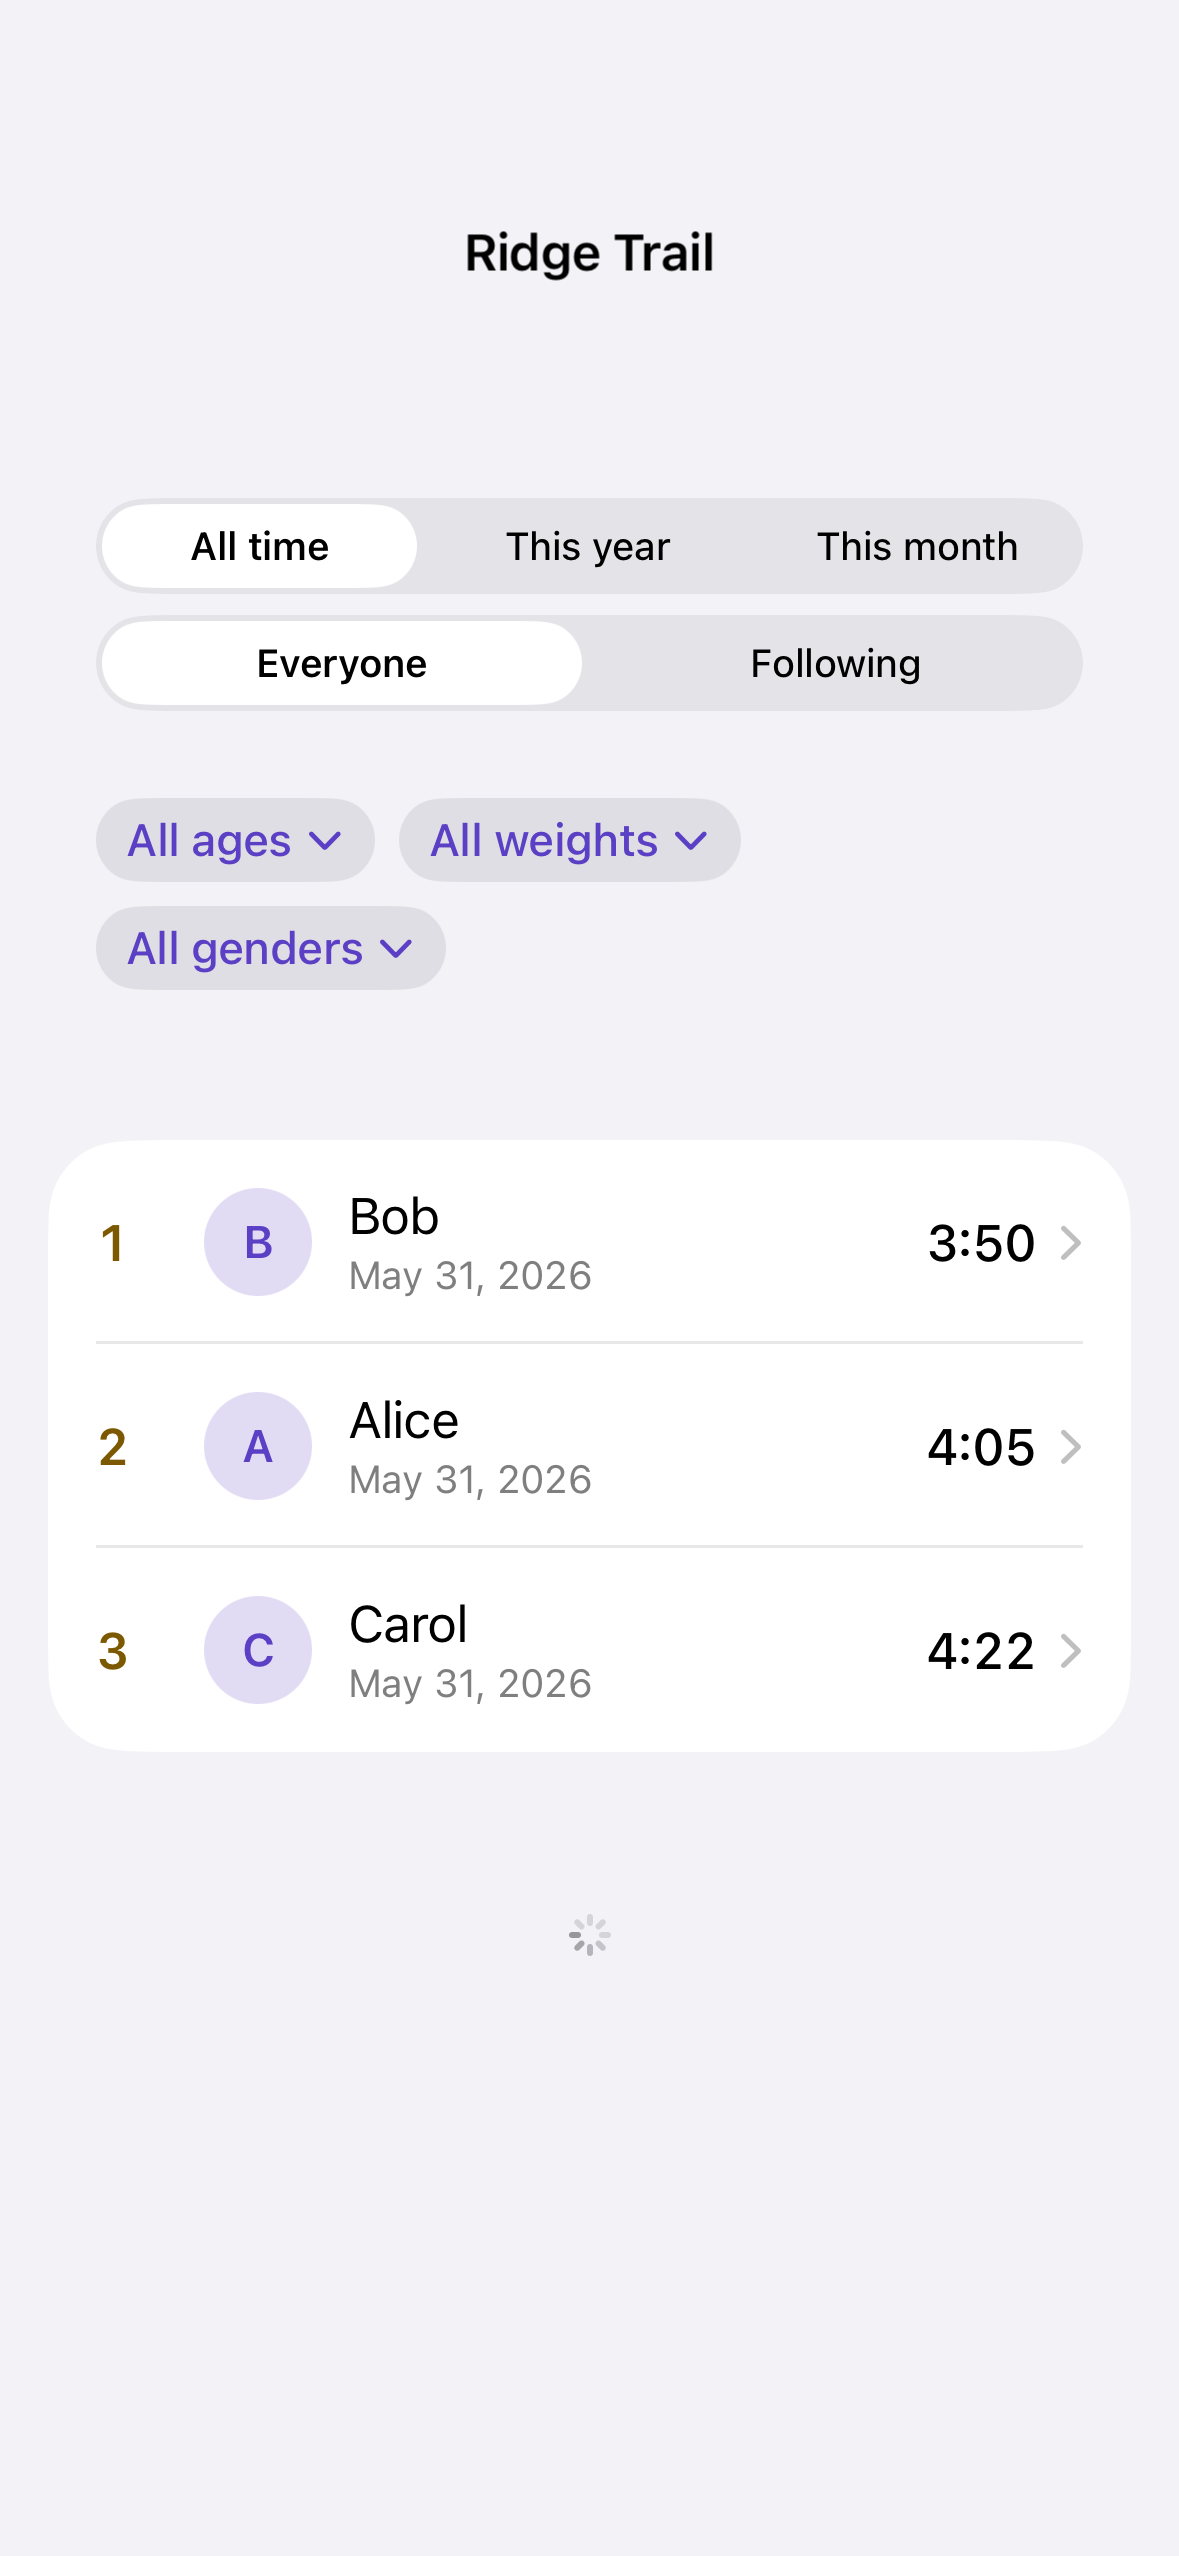 Ridge Trail
All time This year This month
Everyone Following
All ages All weights
All genders
1 B Bob 3:50
May 31, 2026
2 A Alice 4:05
May 31, 2026
3 C Carol 4:22
May 31, 2026